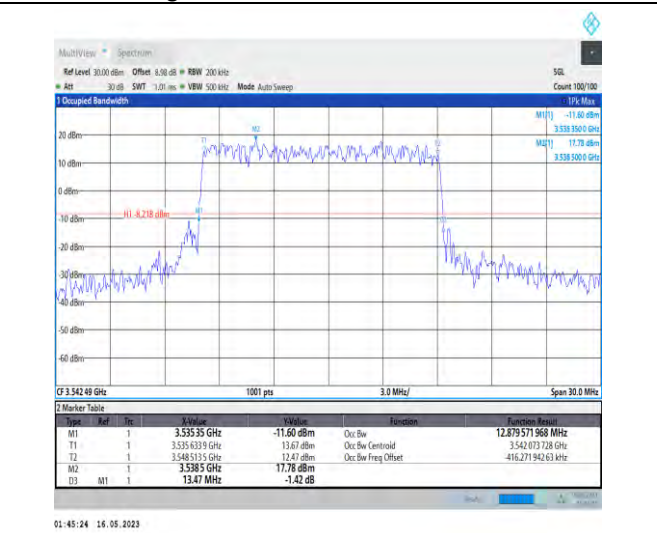 MultiView Spectrum
Ref Level 30.00 dBm Offset 8.98 dB RBW 200 kHz SGL
Att 30 dB SWT 1.01 ms VBW 500 kHz Mode Auto Sweep Count 100/100
1 Occupied Bandwidth 1Pk Max
M1[1] -11.60 dBm
3.538 350 0 GHz
M2[1] 17.78 dBm
3.538 500 0 GHz
M2
T1
T2
20 dBm
10 dBm
0 dBm
M1
H1 -8.218 dBm
-10 dBm
-20 dBm
-30 dBm
-40 dBm
-50 dBm
-60 dBm
CF 3.542 49 GHz 1001 pts 3.0 MHz/ Span 30.0 MHz
2 Marker Table
Type Ref Trc X-Value Y-Value Function Function Result
M1 1 3.535 35 GHz -11.60 dBm Occ Bw 12.879 571 968 MHz
T1 1 3.535 633 9 GHz 13.67 dBm Occ Bw Centroid 3.542 073 728 GHz
T2 1 3.548 513 5 GHz 12.47 dBm Occ Bw Freq Offset -416.271 942 63 kHz
M2 1 3.538 5 GHz 17.78 dBm
D3 M1 1 13.47 MHz -1.42 dB
01:45:24 16.05.2023